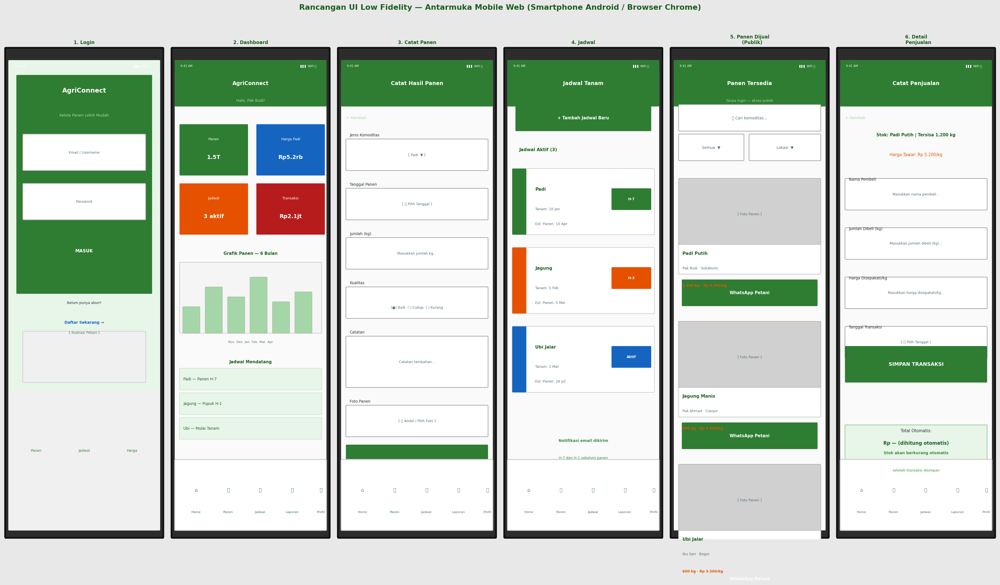 Rancangan UI Low Fidelity — Antarmuka Mobile Web (Smartphone Android / Browser Chrome)
1. Login
9:41 AM
WiFi
AgriConnect
Kelola Panen Lebih Mudah
Email / Username
Password
MASUK
Belum punya akun?
Daftar Sekarang →
[ Ilustrasi Petani ]
Panen Jadwal Harga
2. Dashboard
9:41 AM
WiFi
AgriConnect
Halo, Pak Budi!
Panen
1.5T
Harga Padi
Rp5.2rb
Jadwal
3 aktif
Transaksi
Rp2.1jt
Grafik Panen — 6 Bulan
Nov Des Jan Feb Mar Apr
Jadwal Mendatang
Padi — Panen H-7
Jagung — Pupuk H-1
Ubi — Mulai Tanam
Home Panen Jadwal Laporan Profil
3. Catat Panen
9:41 AM
WiFi
Catat Hasil Panen
← Kembali
Jenis Komoditas
[ Padi ▼ ]
Tanggal Panen
[ Pilih Tanggal ]
Jumlah (kg)
Masukkan jumlah kg...
Kualitas
(●) Baik ( ) Cukup ( ) Kurang
Catatan
Catatan tambahan...
Foto Panen
[ Ambil / Pilih Foto ]
Home Panen Jadwal Laporan Profil
4. Jadwal
9:41 AM
WiFi
Jadwal Tanam
+ Tambah Jadwal Baru
Jadwal Aktif (3)
Padi
H-7
Tanam: 10 Jan
Est. Panen: 10 Apr
Jagung
H-3
Tanam: 5 Feb
Est. Panen: 5 Mei
Ubi Jalar
Aktif
Tanam: 1 Mar
Est. Panen: 28 Jul
Notifikasi email dikirim
H-7 dan H-1 sebelum panen
Home Panen Jadwal Laporan Profil
5. Panen Dijual
(Publik)
9:41 AM
WiFi
Panen Tersedia
Tanpa login — akses publik
Cari komoditas...
Semua ▼
Lokasi ▼
[ Foto Panen ]
Padi Putih
Pak Budi · Sukabumi
1.200 kg · Rp 5.200/kg
WhatsApp Petani
[ Foto Panen ]
Jagung Manis
Pak Ahmad · Cianjur
800 kg · Rp 4.000/kg
WhatsApp Petani
[ Foto Panen ]
Ubi Jalar
Ibu Sari · Bogor
600 kg · Rp 3.500/kg
WhatsApp Petani
6. Detail
Penjualan
9:41 AM
WiFi
Catat Penjualan
← Kembali
Stok: Padi Putih | Tersisa 1.200 kg
Harga Tawar: Rp 5.200/kg
Nama Pembeli
Masukkan nama pembeli...
Jumlah Dibeli (kg)
Masukkan jumlah dibeli (kg)...
Harga Disepakati/kg
Masukkan harga disepakati/kg...
Tanggal Transaksi
[ Pilih Tanggal ]
SIMPAN TRANSAKSI
Total Otomatis:
Rp — (dihitung otomatis)
Stok akan berkurang otomatis
setelah transaksi disimpan
Home Panen Jadwal Laporan Profil